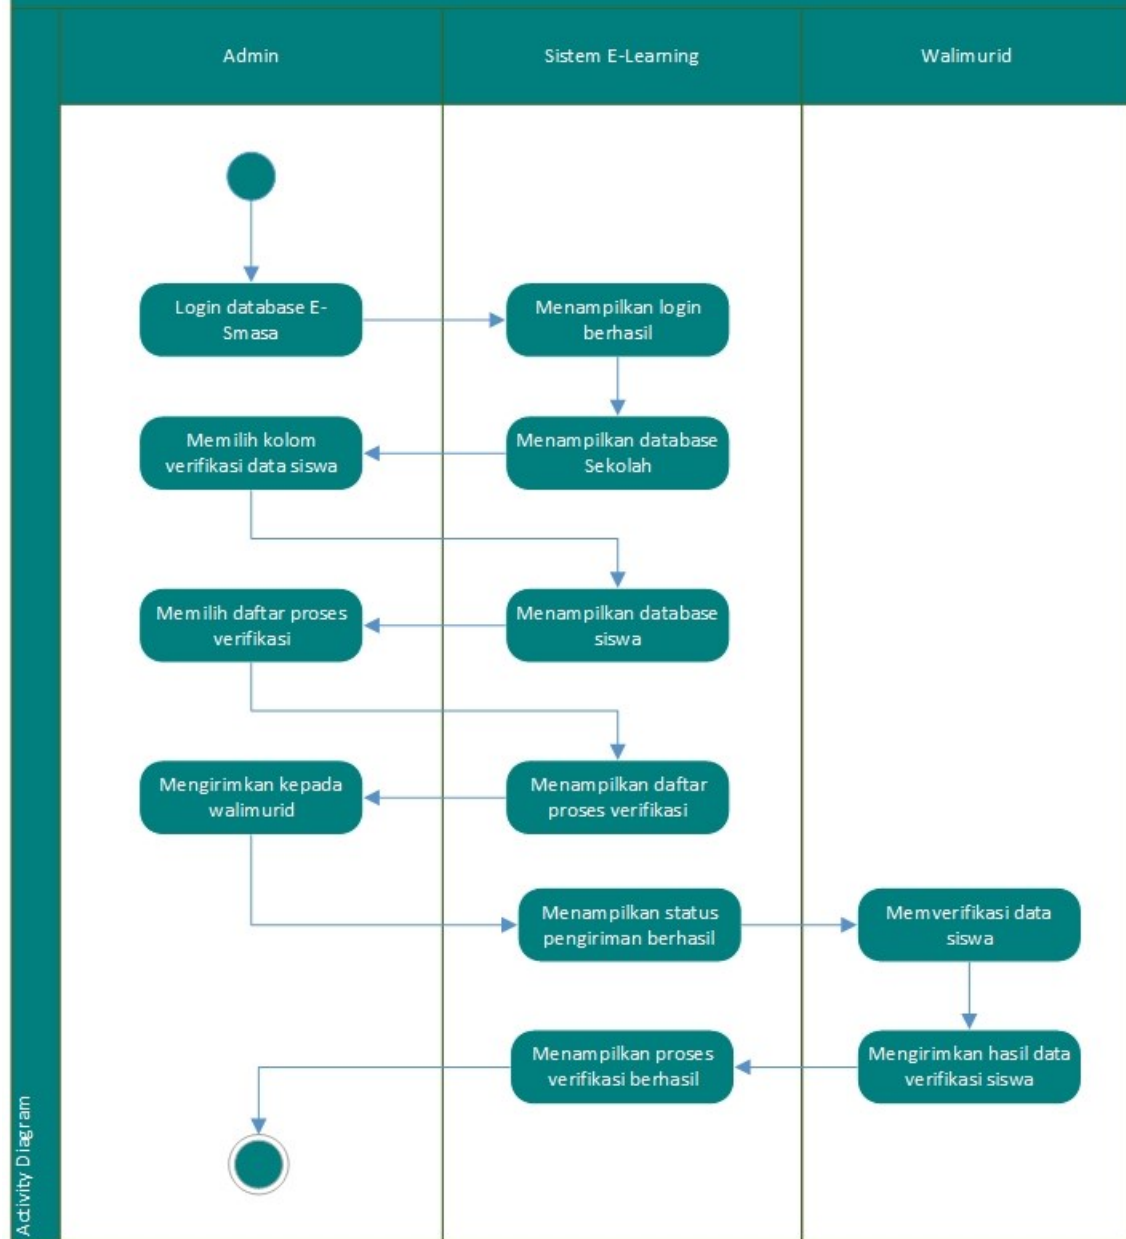 Admin
Sistem E-Learning
Walimurid
Login database E-
Smasa
Menampilkan login
berhasil
Memilih kolom
verifikasi data siswa
Menampilkan database
Sekolah
Memilih daftar proses
verifikasi
Menampilkan database
siswa
Mengirimkan kepada
walimurid
Menampilkan daftar
proses verifikasi
Menampilkan status
pengiriman berhasil
Memverifikasi data
siswa
Menampilkan proses
verifikasi berhasil
Mengirimkan hasil data
verifikasi siswa
Activity Diagram